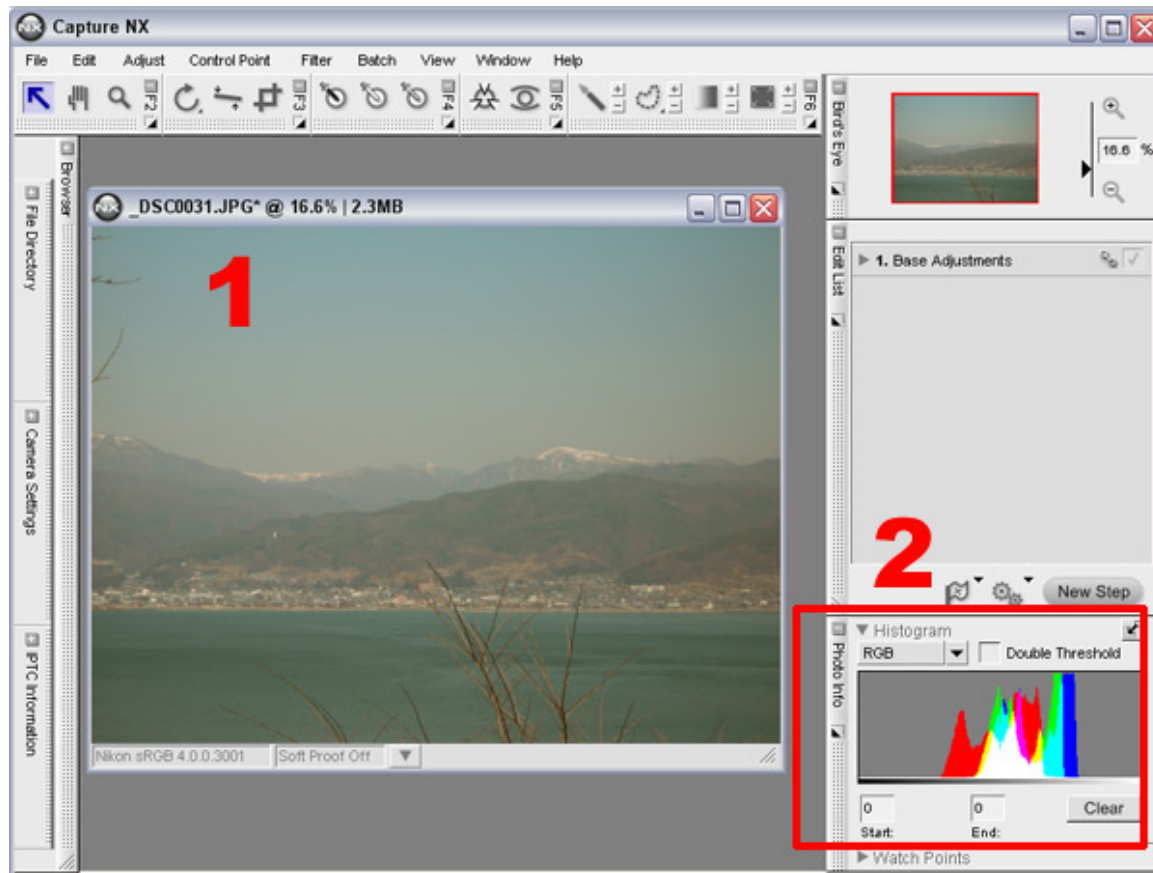 NX Capture NX
File Edit Adjust Control Point Filter Batch View Window Help
F2 F3 F4 F5 F6
Bird's Eye
16.6 %
Browser
File Directory
NX _DSC0031.JPG* @ 16.6% | 2.3MB
1
Edit List
1. Base Adjustments
Camera Settings
2
New Step
Photo Info
Histogram
RGB Double Threshold
IPTC Information
Nikon sRGB 4.0.0.3001 Soft Proof Off
0 0 Clear
Start: End:
Watch Points